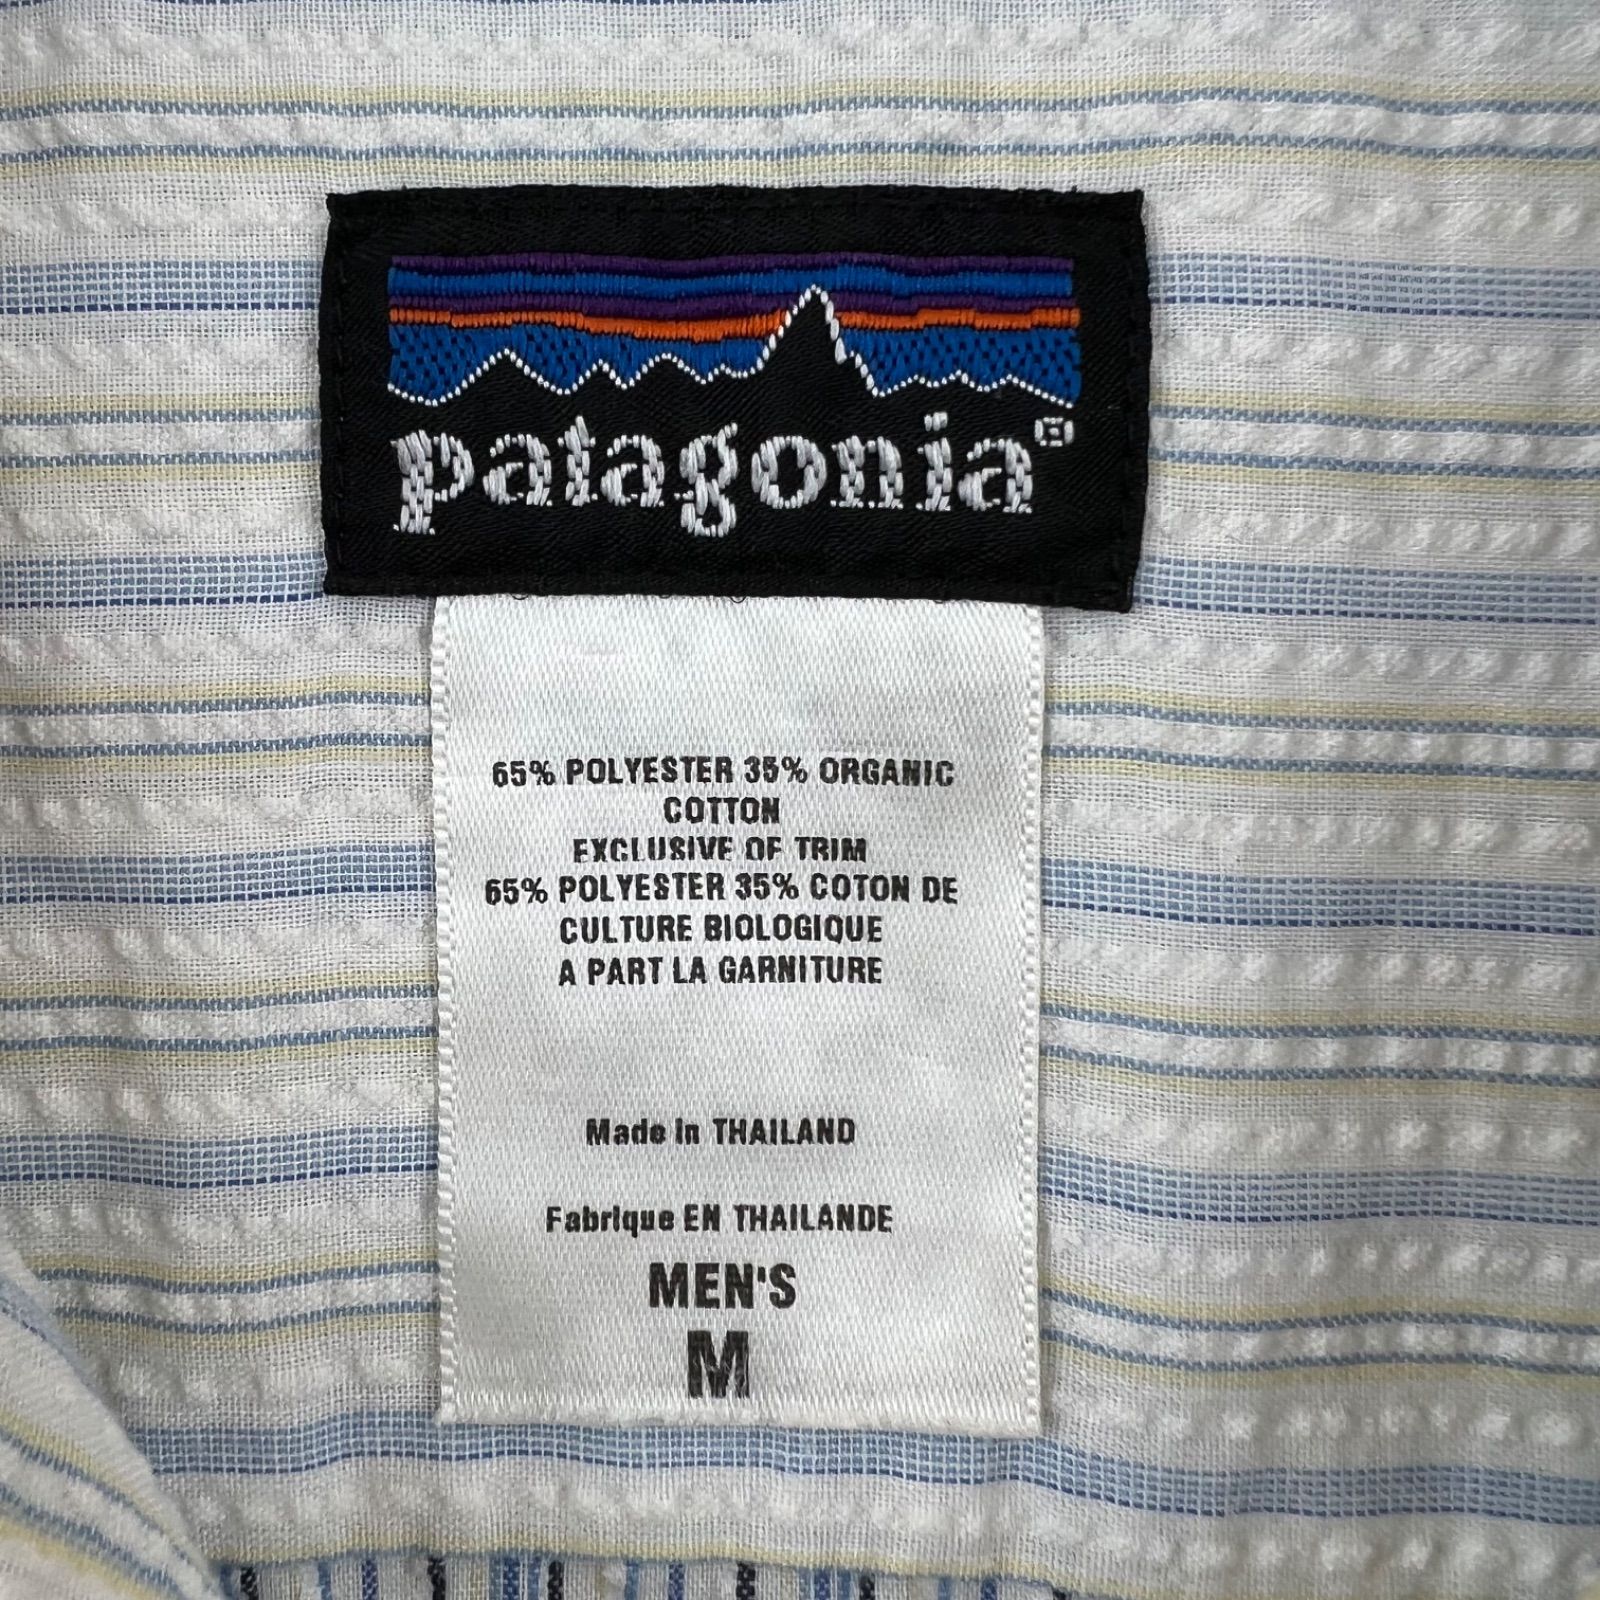 patagonia®
65% POLYESTER 35% ORGANIC
COTTON
EXCLUSIVE OF TRIM
65% POLYESTER 35% COTON DE
CULTURE BIOLOGIQUE
A PART LA GARNITURE
Made in THAILAND
Fabrique EN THAILANDE
MEN'S
M